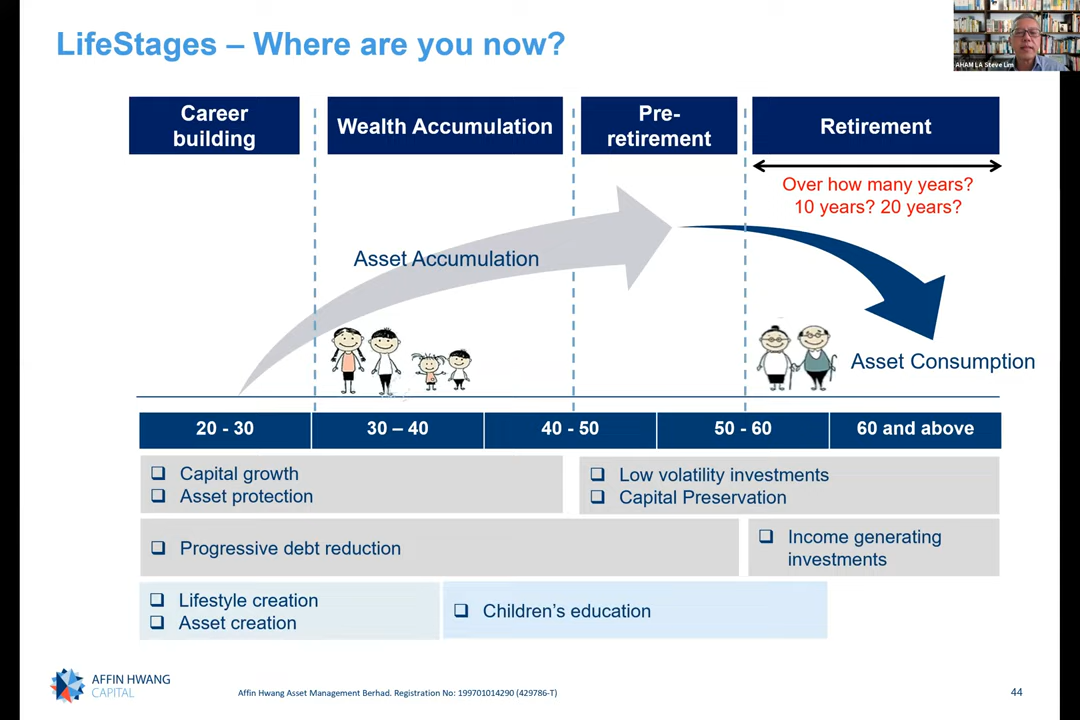 LifeStages – Where are you now?
AHAM LA Steve Lim
Career
building
Wealth Accumulation
Pre-
retirement
Retirement
Over how many years?
10 years? 20 years?
Asset Accumulation
Asset Consumption
20 - 30
30 – 40
40 - 50
50 - 60
60 and above
❑ Capital growth
❑ Asset protection
❑ Low volatility investments
❑ Capital Preservation
❑ Progressive debt reduction
❑ Income generating
investments
❑ Lifestyle creation
❑ Asset creation
❑ Children’s education
AFFIN HWANG
CAPITAL
Affin Hwang Asset Management Berhad. Registration No: 199701014290 (429786-T)
44